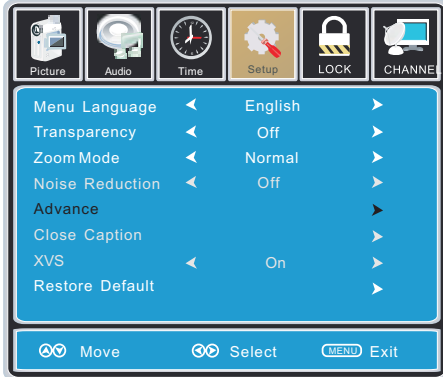 Picture Audio Time Setup LOCK CHANNEL
Menu Language English
Transparency Off
Zoom Mode Normal
Noise Reduction Off
Advance
Close Caption
XVS On
Restore Default
Move Select MENU Exit